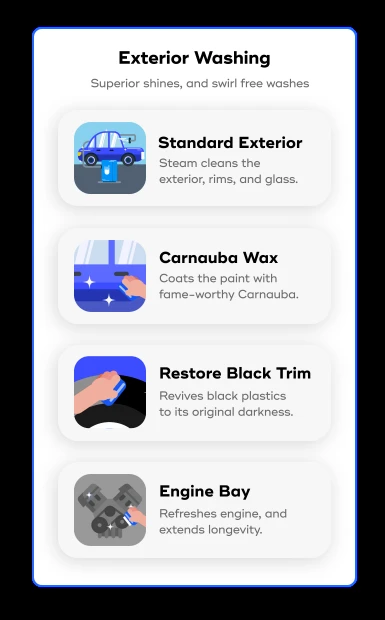 Exterior Washing
Superior shines, and swirl free washes
Standard Exterior
Steam cleans the
exterior, rims, and glass.
Carnauba Wax
Coats the paint with
fame-worthy Carnauba.
Restore Black Trim
Revives black plastics
to its original darkness.
Engine Bay
Refreshes engine, and
extends longevity.